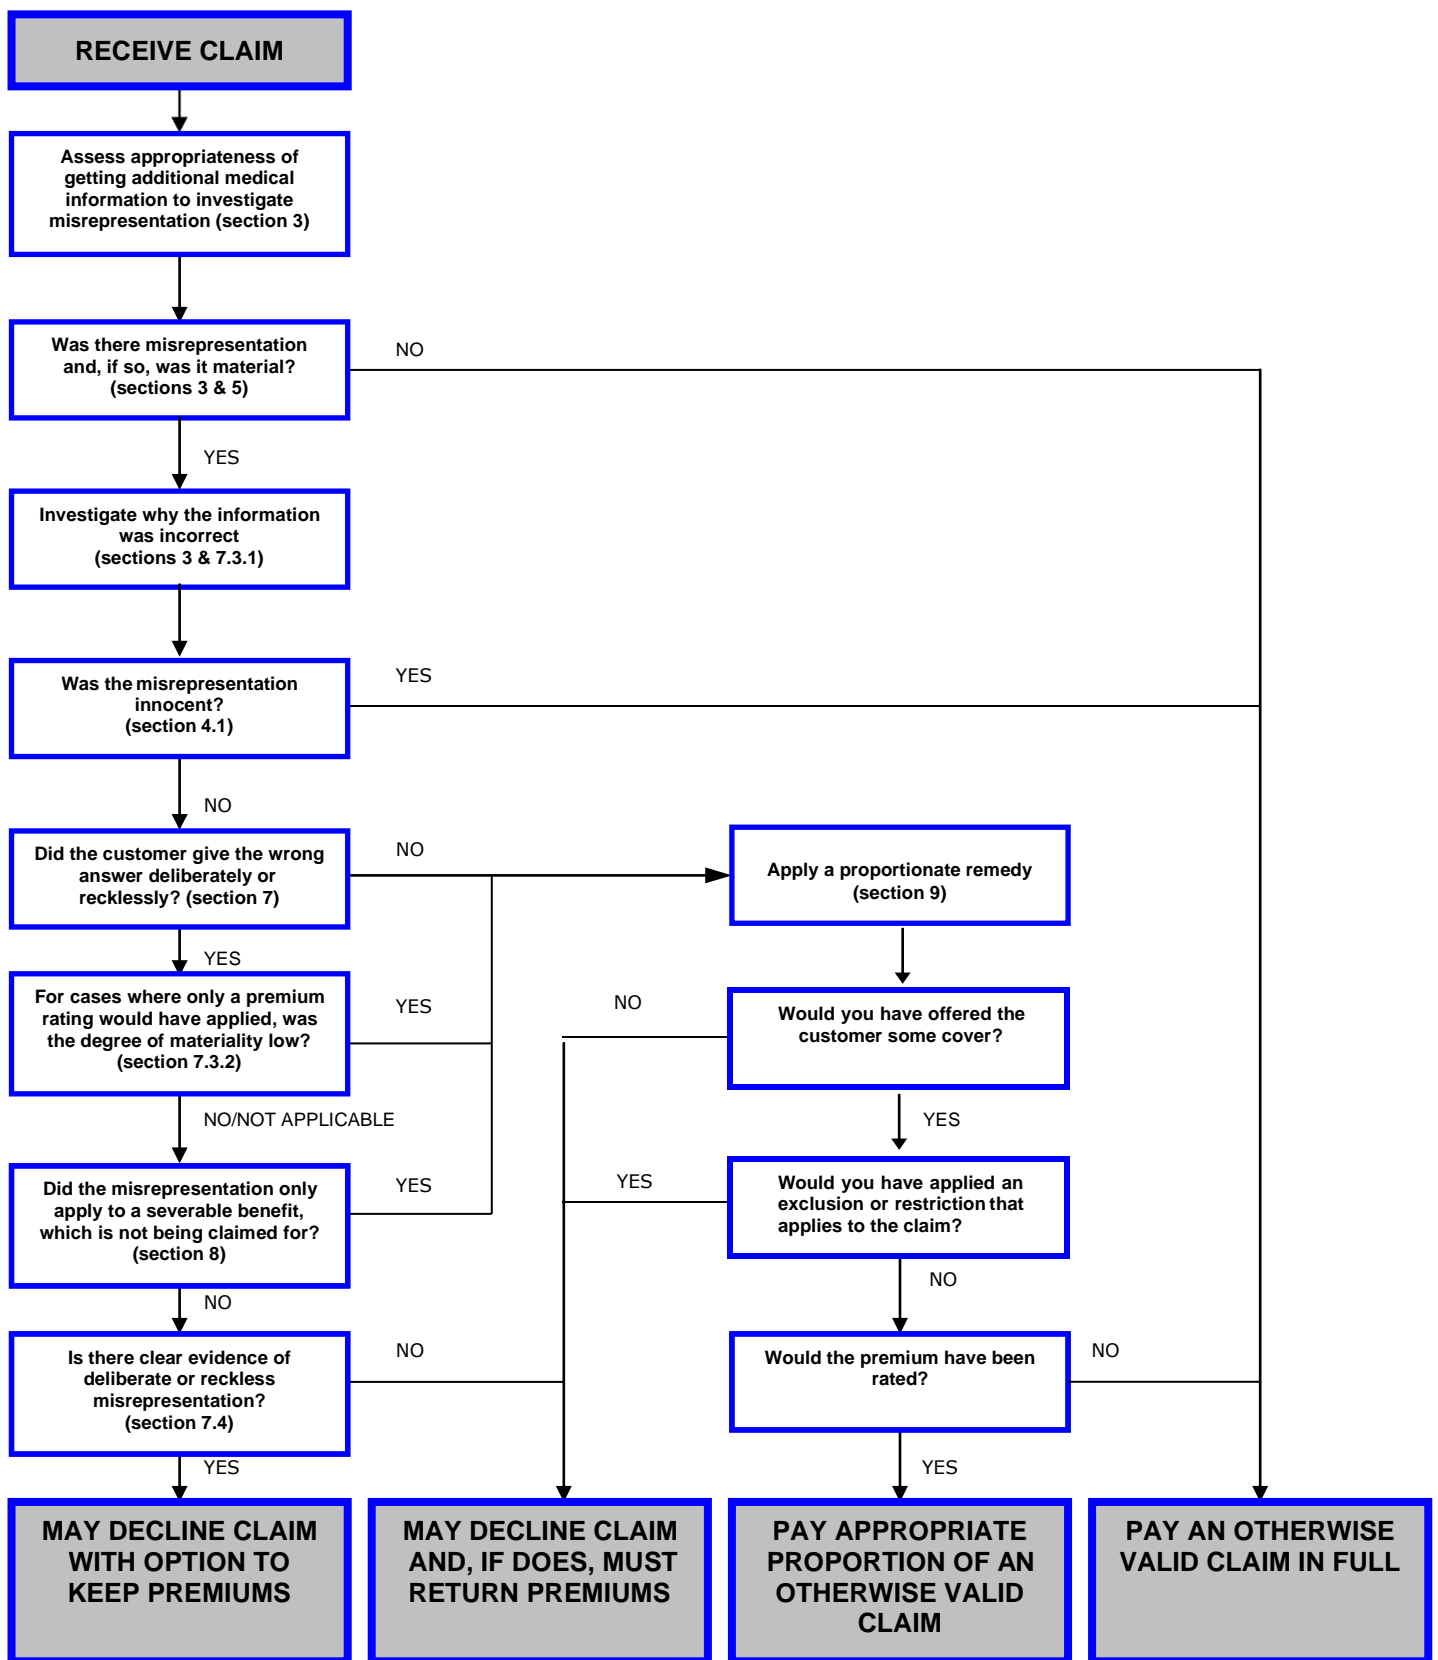 RECEIVE CLAIM
Assess appropriateness of
getting additional medical
information to investigate
misrepresentation (section 3)
Was there misrepresentation
and, if so, was it material?
(sections 3 & 5)
NO
YES
Investigate why the information
was incorrect
(sections 3 & 7.3.1)
Was the misrepresentation
innocent?
(section 4.1)
YES
NO
Did the customer give the wrong
answer deliberately or
recklessly? (section 7)
NO
Apply a proportionate remedy
(section 9)
YES
For cases where only a premium
rating would have applied, was
the degree of materiality low?
(section 7.3.2)
YES
NO
Would you have offered the
customer some cover?
NO/NOT APPLICABLE
YES
Did the misrepresentation only
apply to a severable benefit,
which is not being claimed for?
(section 8)
YES
YES
Would you have applied an
exclusion or restriction that
applies to the claim?
NO
NO
Is there clear evidence of
deliberate or reckless
misrepresentation?
(section 7.4)
NO
Would the premium have been
rated?
NO
YES
YES
MAY DECLINE CLAIM
WITH OPTION TO
KEEP PREMIUMS
MAY DECLINE CLAIM
AND, IF DOES, MUST
RETURN PREMIUMS
PAY APPROPRIATE
PROPORTION OF AN
OTHERWISE VALID
CLAIM
PAY AN OTHERWISE
VALID CLAIM IN FULL